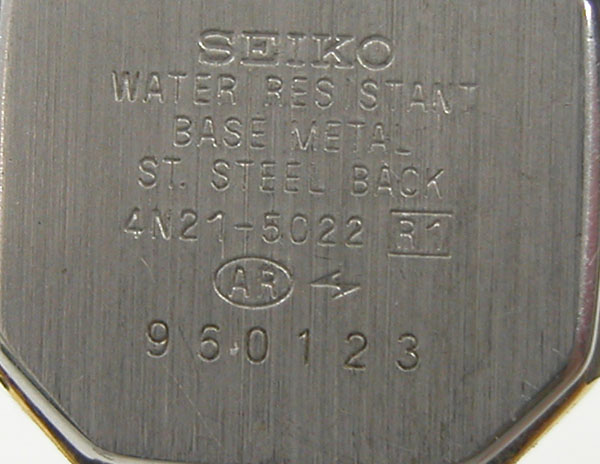 SEIKO
WATER RESISTANT
BASE METAL
ST. STEEL BACK
4N21-5022 R1
AR
960123